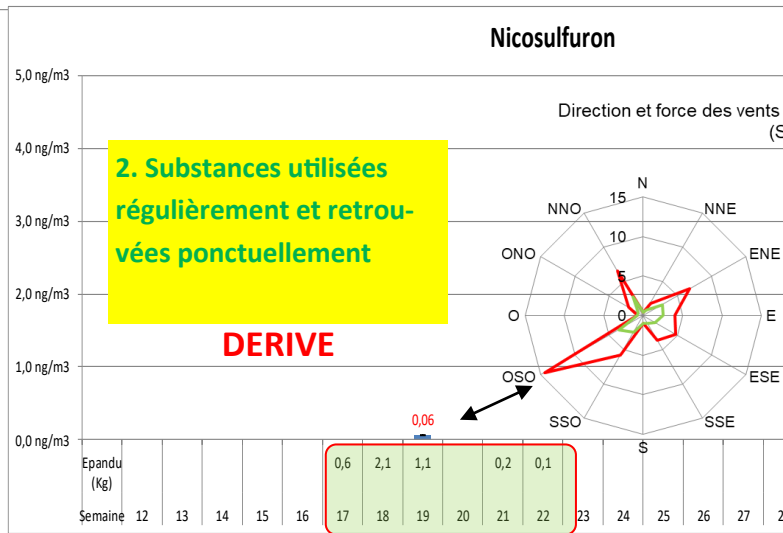 Nicosulfuron
5,0 ng/m3
Direction et force des vents
(S
4,0 ng/m3
2. Substances utilisées
régulièrement et retrou-
vées ponctuellement
N
15
NNO
NNE
10
3,0 ng/m3
ONO
ENE
5
2,0 ng/m3
O
0
E
DERIVE
1,0 ng/m3
OSO
ESE
0,06
SSO
SSE
0,0 ng/m3
S
Epandu
(Kg)
0,6 2,1 1,1 0,2 0,1
Semaine 12 13 14 15 16 17 18 19 20 21 22 23 24 25 26 27 2